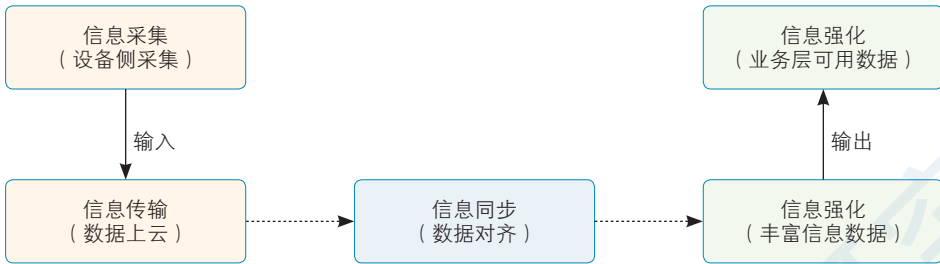 信息采集
（设备侧采集）
信息强化
（业务层可用数据）
输入
输出
信息传输
（数据上云）
信息同步
（数据对齐）
信息强化
（丰富信息数据）